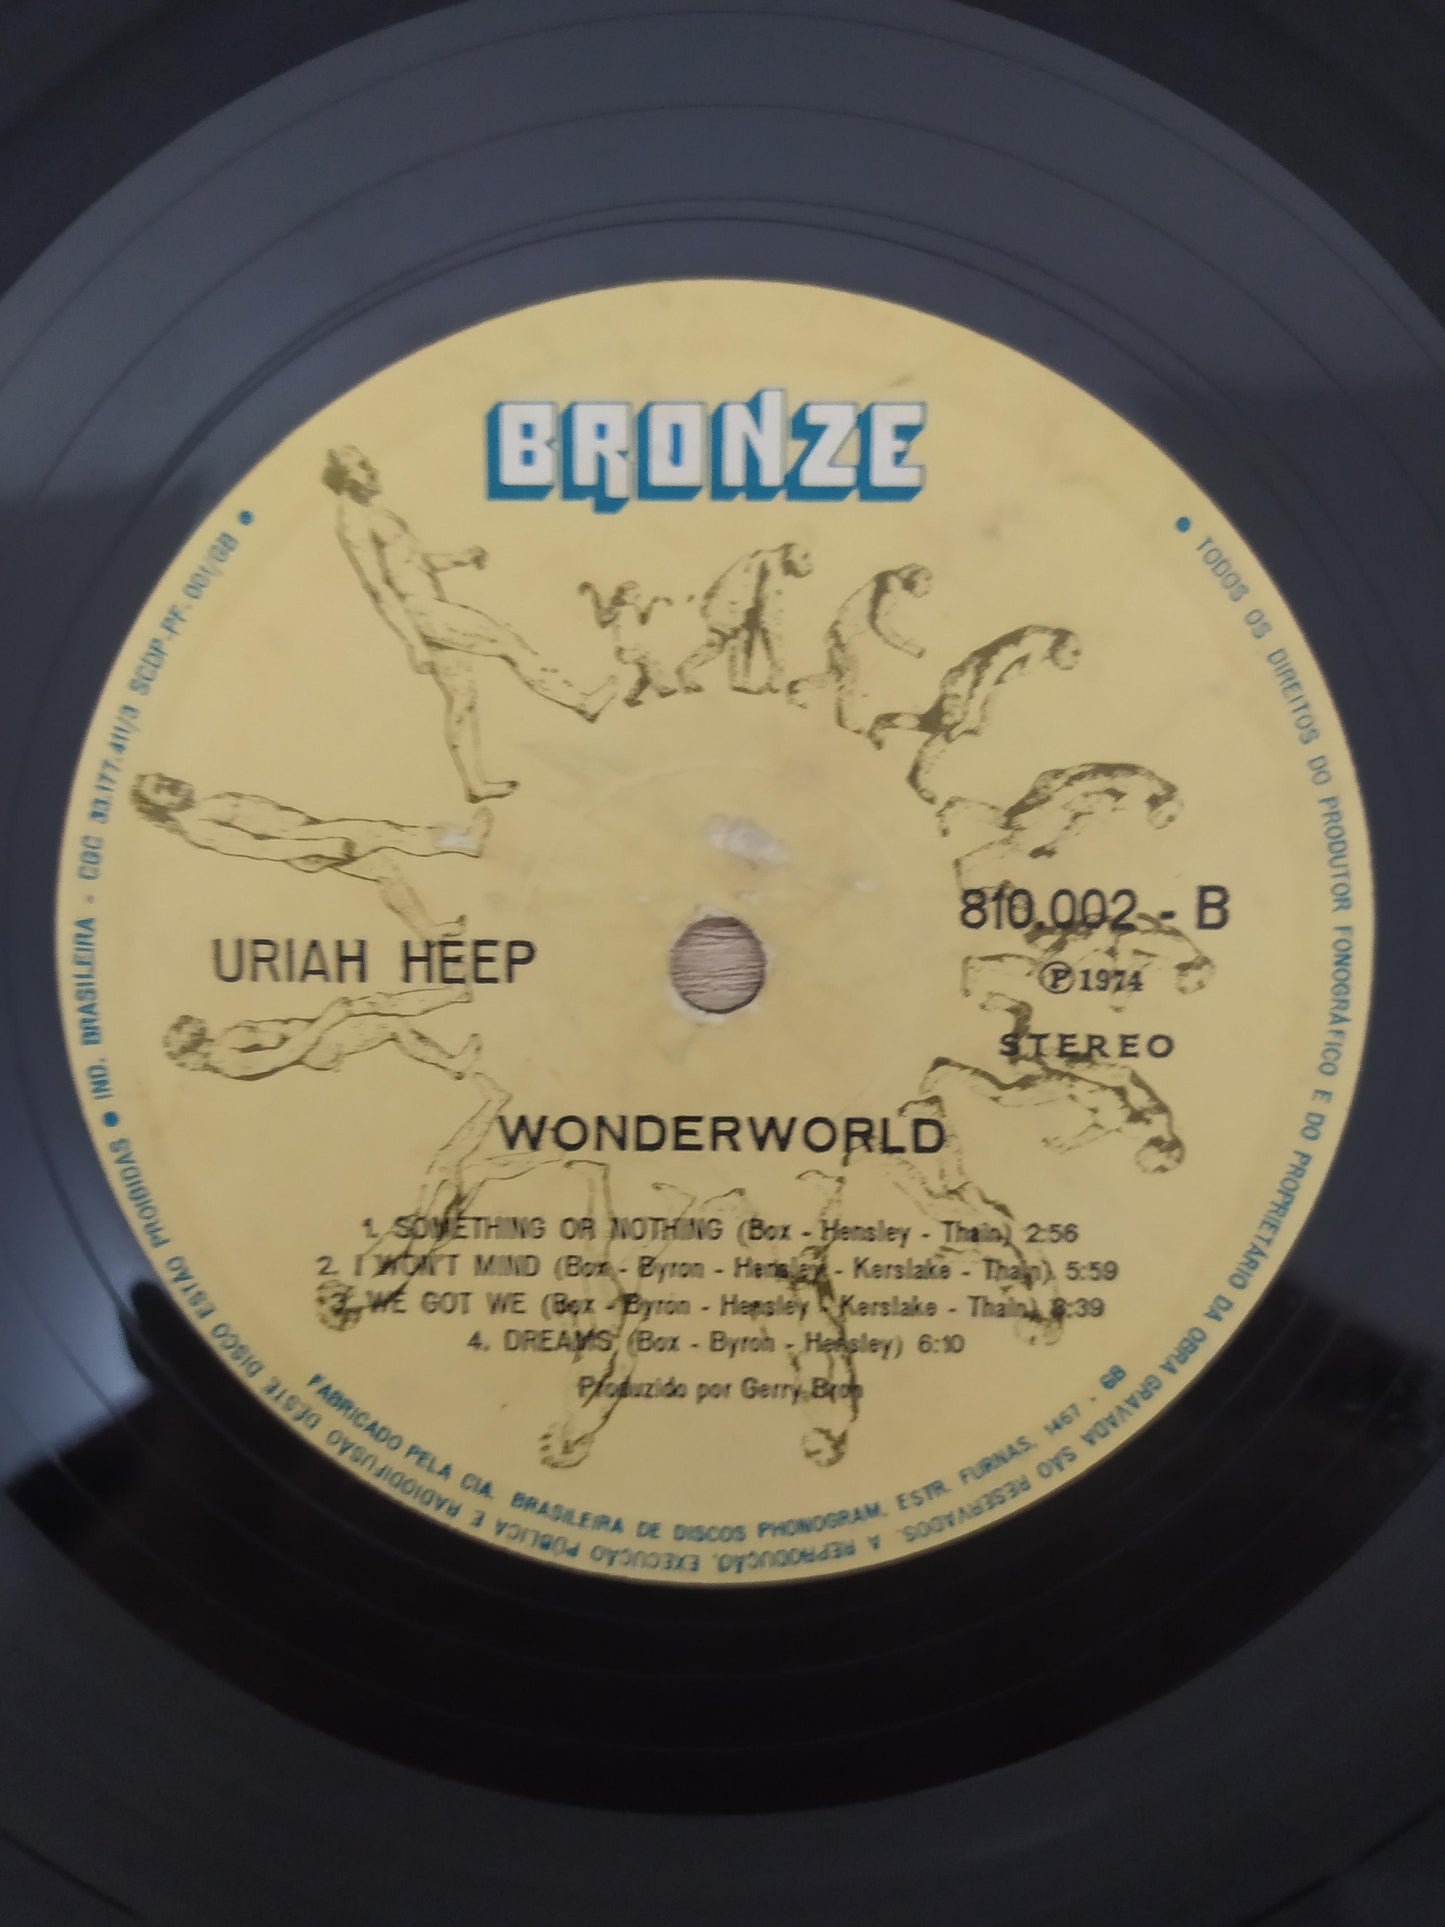 BRONZE
URIAH HEEP
810.002 - B
Ⓟ1974
STEREO
WONDERWORLD
1. SOMETHING OR NOTHING (Box - Hensley - Thain) 2:56
2. I WON'T MIND (Box - Byron - Hensley - Kerslake - Thain) 5:59
3. WE GOT WE (Box - Byron - Hensley - Kerslake - Thain) 3:39
4. DREAMS (Box - Byron - Hensley) 6:10
Produzido por Gerry Bron
FABRICADO PELA CIA. BRASILEIRA DE DISCOS PHONOGRAM, ESTR. FURNAS, 1467 - GB
• TODOS OS DIREITOS DO PRODUTOR FONOGRÁFICO E DO PROPRIETÁRIO DA OBRA GRAVADA SÃO RESERVADOS. A REPRODUÇÃO, EXECUÇÃO PÚBLICA E RADIODIFUSÃO DESTE DISCO ESTÃO PROIBIDAS • IND. BRASILEIRA - CGC 33.177.411/3 SCDP-PF. 001/GB •